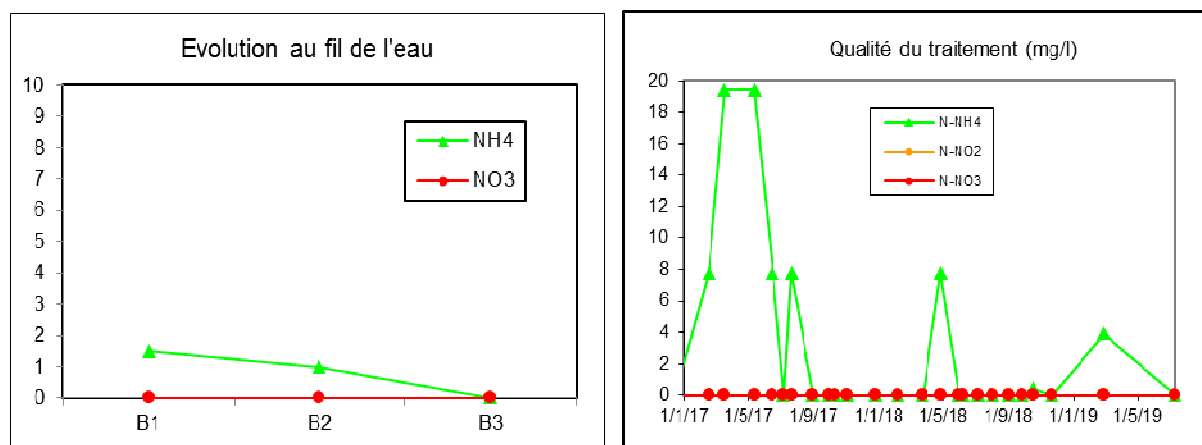 Evolution au fil de l'eau
10
9
8
7
6
5
4
3
2
1
0
NH4
NO3
B1 B2 B3
Qualité du traitement (mg/l)
20
18
16
14
12
10
8
6
4
2
0
N-NH4
N-NO2
N-NO3
1/1/17 1/5/17 1/9/17 1/1/18 1/5/18 1/9/18 1/1/19 1/5/19